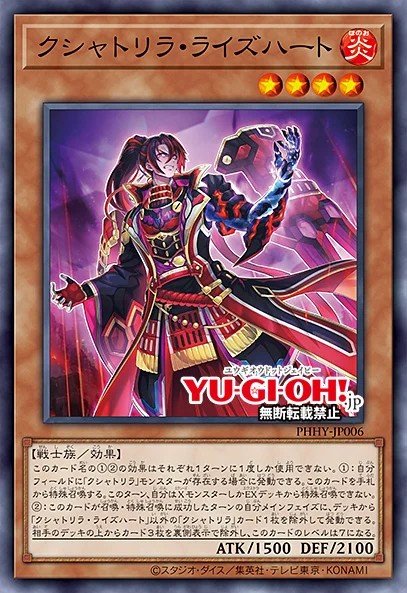 クシャトリラ・ライズハート
ほのお
炎
ユウギオウドットジェイピー
YU-GI-OH!.jp
無断転載禁止
PHHY-JP006
【戦士族／効果】
このカード名の①②の効果はそれぞれ１ターンに１度しか使用できない。①：自分
フィールドに「クシャトリラ」モンスターが存在する場合に発動できる。このカードを手札
から特殊召喚する。このターン、自分はＸモンスターしかＥＸデッキから特殊召喚できない。
②：このカードが召喚・特殊召喚に成功したターンの自分メインフェイズに、デッキか
ら「クシャトリラ・ライズハート」以外の「クシャトリラ」カード１枚を除外して発動できる。
相手のデッキの上からカード３枚を裏側表示で除外し、このカードのレベルは７になる。
ATK/1500 DEF/2100
©スタジオ・ダイス／集英社・テレビ東京・KONAMI